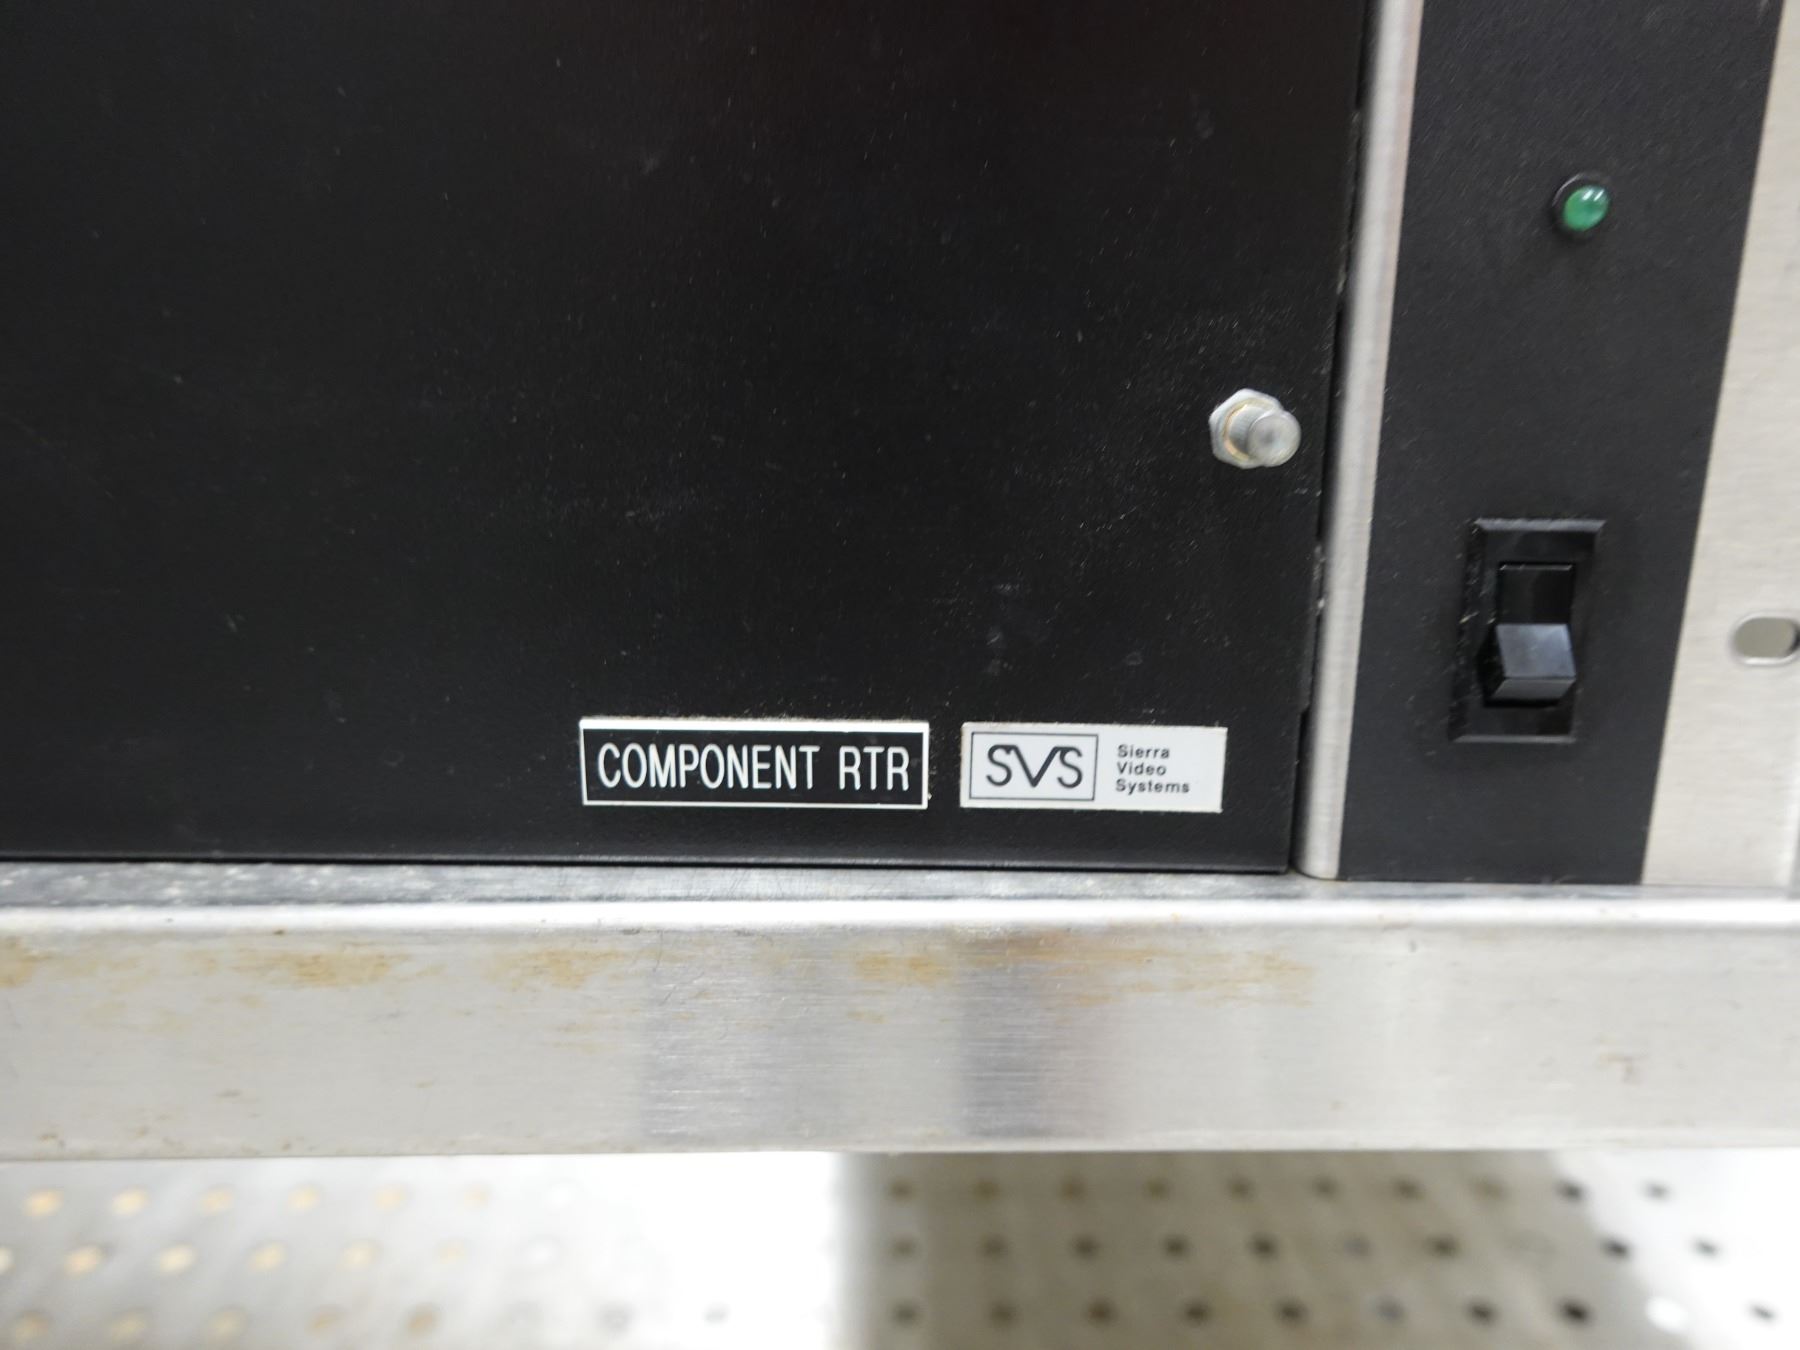 COMPONENT RTR
SVS
Sierra
Video
Systems